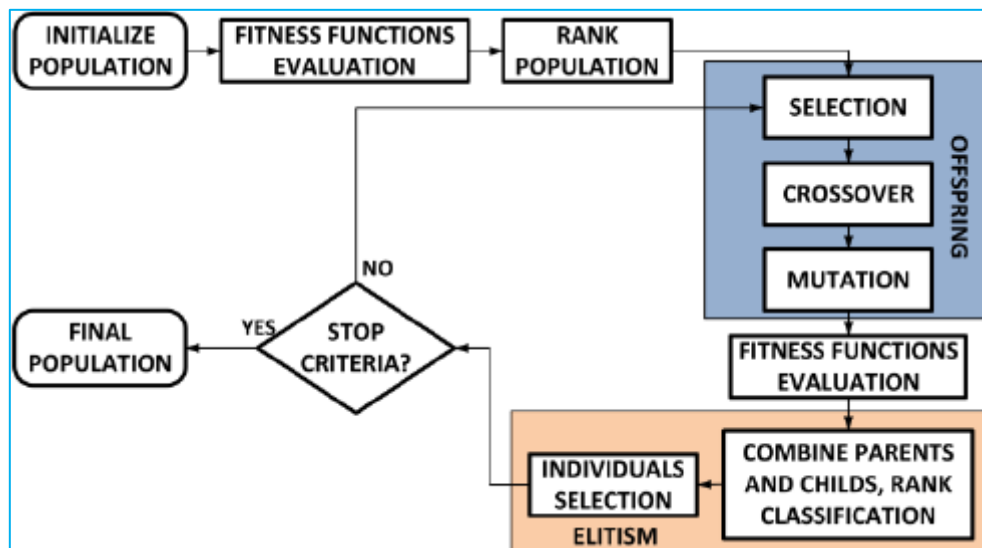 INITIALIZE
POPULATION
FITNESS FUNCTIONS
EVALUATION
RANK
POPULATION
SELECTION
CROSSOVER
MUTATION
OFFSPRING
FITNESS FUNCTIONS
EVALUATION
COMBINE PARENTS
AND CHILDS, RANK
CLASSIFICATION
INDIVIDUALS
SELECTION
ELITISM
STOP
CRITERIA?
NO
YES
FINAL
POPULATION